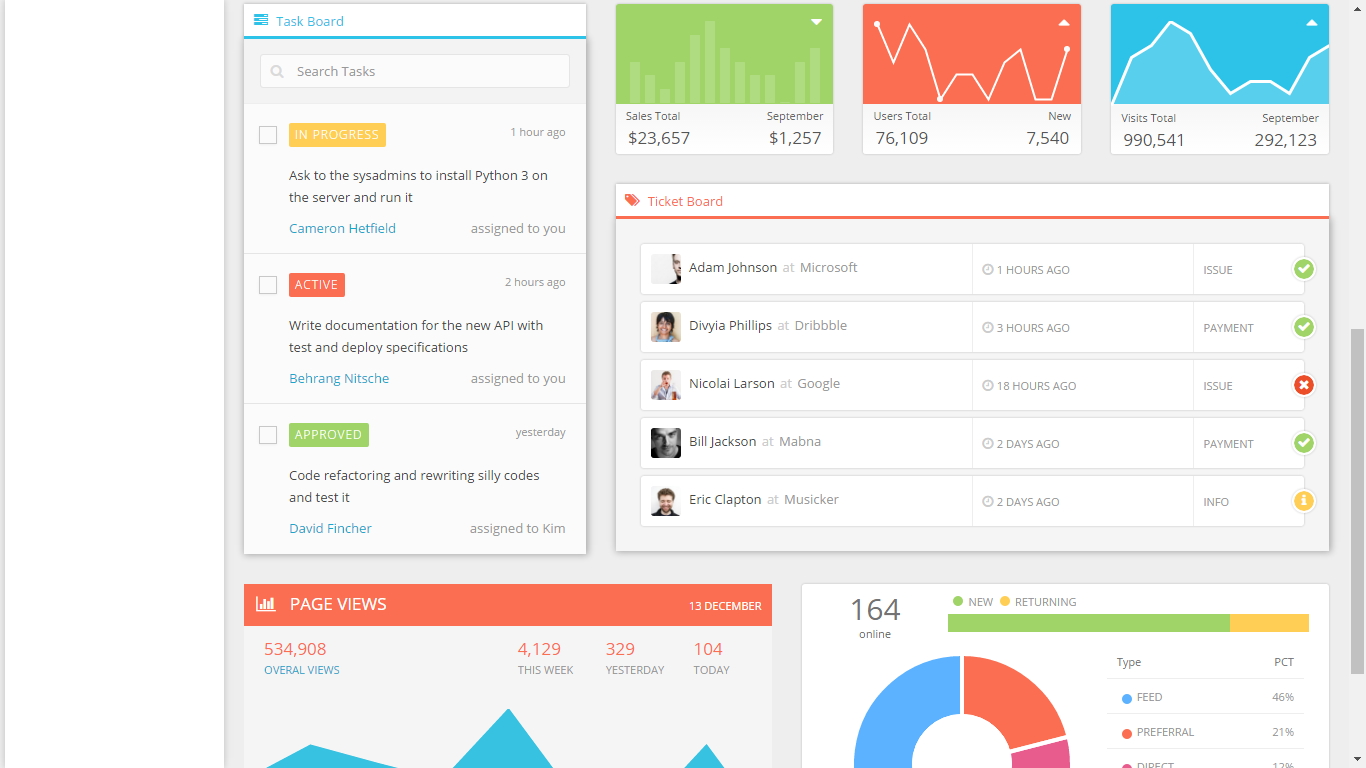 Task Board
Search Tasks
IN PROGRESS 1 hour ago
Ask to the sysadmins to install Python 3 on
the server and run it
Cameron Hetfield assigned to you
ACTIVE 2 hours ago
Write documentation for the new API with
test and deploy specifications
Behrang Nitsche assigned to you
APPROVED yesterday
Code refactoring and rewriting silly codes
and test it
David Fincher assigned to Kim
Sales Total September
$23,657 $1,257
Users Total New
76,109 7,540
Visits Total September
990,541 292,123
Ticket Board
Adam Johnson at Microsoft 1 HOURS AGO ISSUE
Divyia Phillips at Dribbble 3 HOURS AGO PAYMENT
Nicolai Larson at Google 18 HOURS AGO ISSUE
Bill Jackson at Mabna 2 DAYS AGO PAYMENT
Eric Clapton at Musicker 2 DAYS AGO INFO
PAGE VIEWS 13 DECEMBER
534,908 4,129 329 104
OVERAL VIEWS THIS WEEK YESTERDAY TODAY
164
online
NEW RETURNING
Type PCT
FEED 46%
PREFERRAL 21%
DIRECT 12%